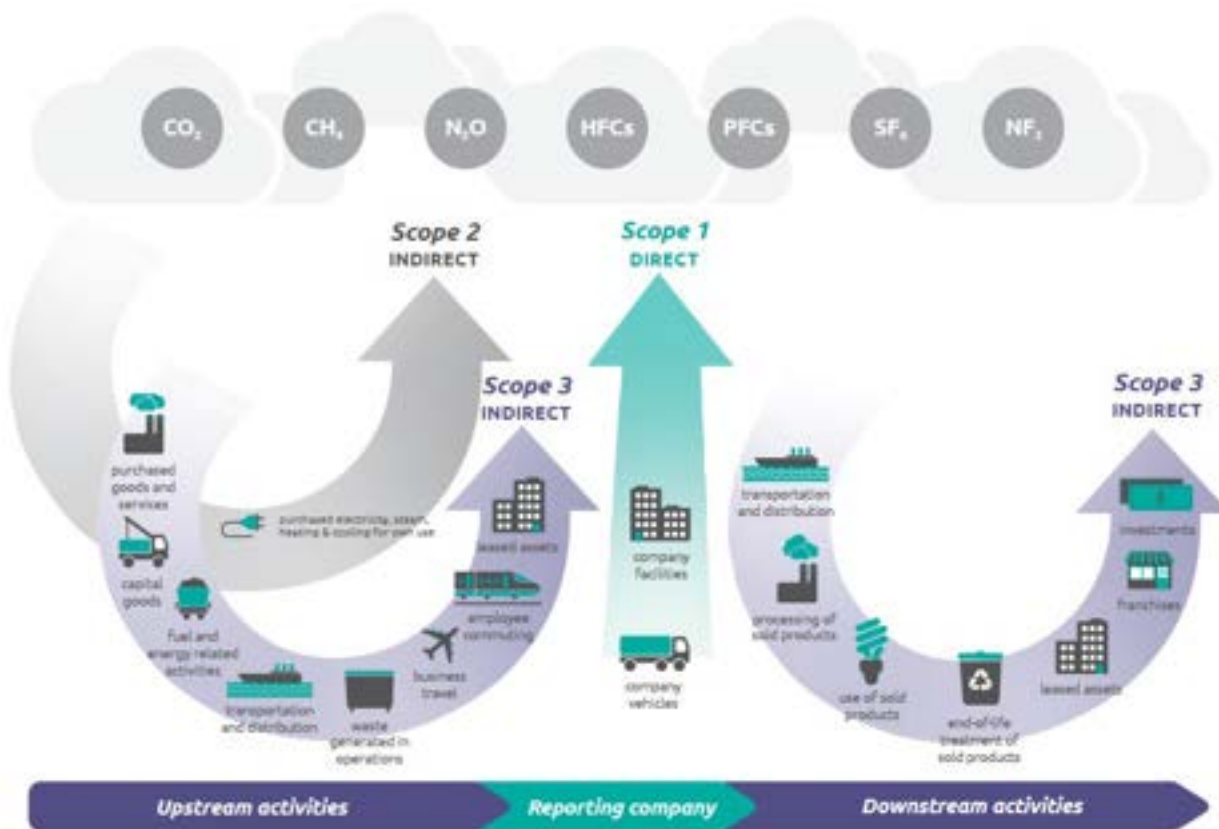 CO₂ CH₄ N₂O HFCs PFCs SF₆ NF₃
Scope 2
INDIRECT
Scope 1
DIRECT
Scope 3
INDIRECT
Scope 3
INDIRECT
purchased
goods and
services
capital
goods
fuel and
energy related
activities
transportation
and distribution
waste
generated in
operations
business
travel
employee
commuting
leased assets
purchased electricity, steam,
heating & cooling for own use
company
facilities
company
vehicles
transportation
and distribution
processing of
sold products
use of sold
products
end-of-life
treatment of
sold products
leased assets
franchises
investments
Upstream activities
Reporting company
Downstream activities